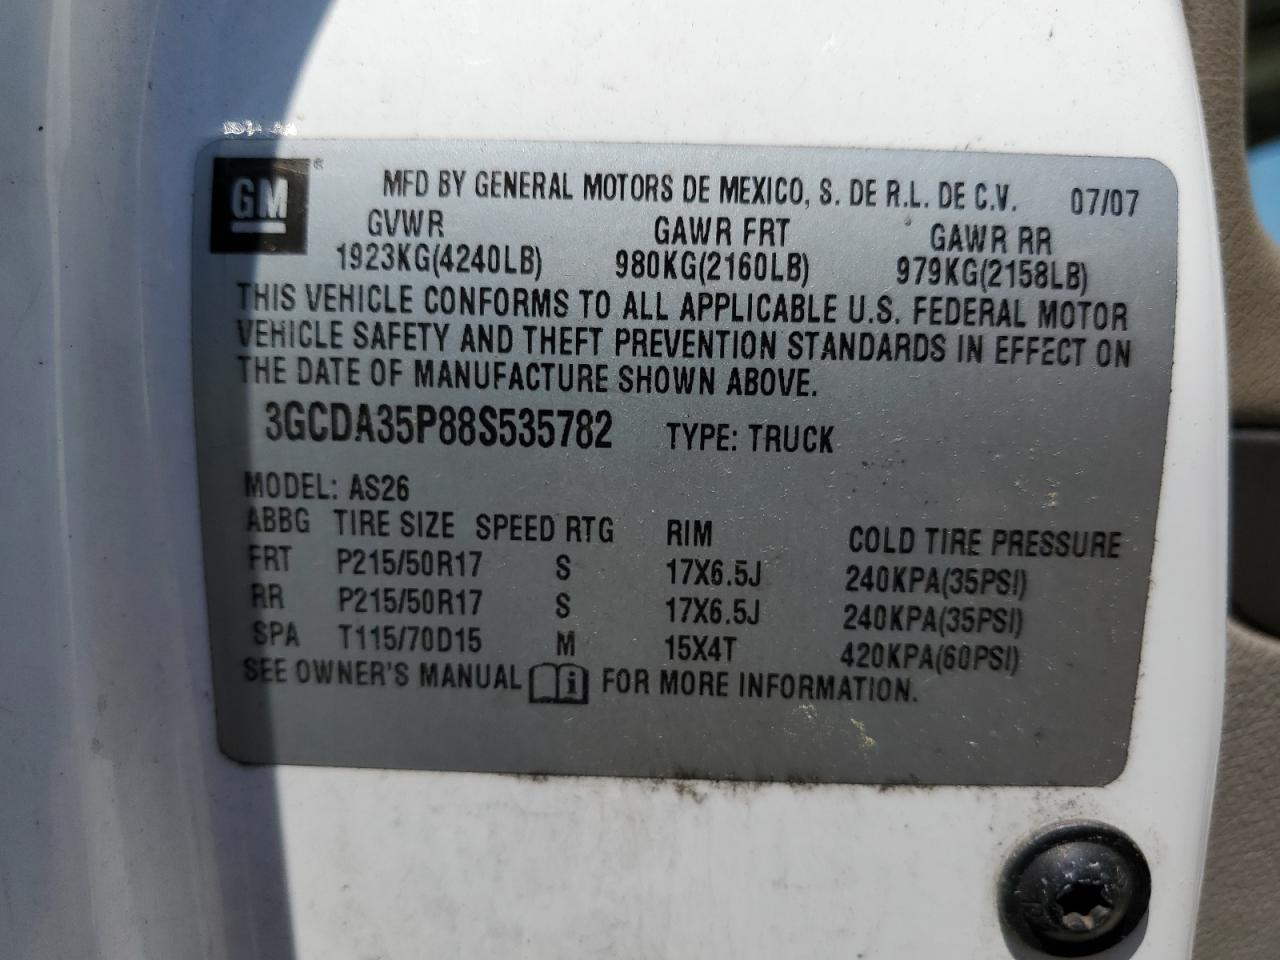 GM® MFD BY GENERAL MOTORS DE MEXICO, S. DE R.L. DE C.V. 07/07
GVWR GAWR FRT GAWR RR
1923KG(4240LB) 980KG(2160LB) 979KG(2158LB)
THIS VEHICLE CONFORMS TO ALL APPLICABLE U.S. FEDERAL MOTOR
VEHICLE SAFETY AND THEFT PREVENTION STANDARDS IN EFFECT ON
THE DATE OF MANUFACTURE SHOWN ABOVE.
3GCDA35P88S535782 TYPE: TRUCK
MODEL: AS26
ABBG TIRE SIZE SPEED RTG RIM COLD TIRE PRESSURE
FRT P215/50R17 S 17X6.5J 240KPA(35PSI)
RR P215/50R17 S 17X6.5J 240KPA(35PSI)
SPA T115/70D15 M 15X4T 420KPA(60PSI)
SEE OWNER'S MANUAL i FOR MORE INFORMATION.